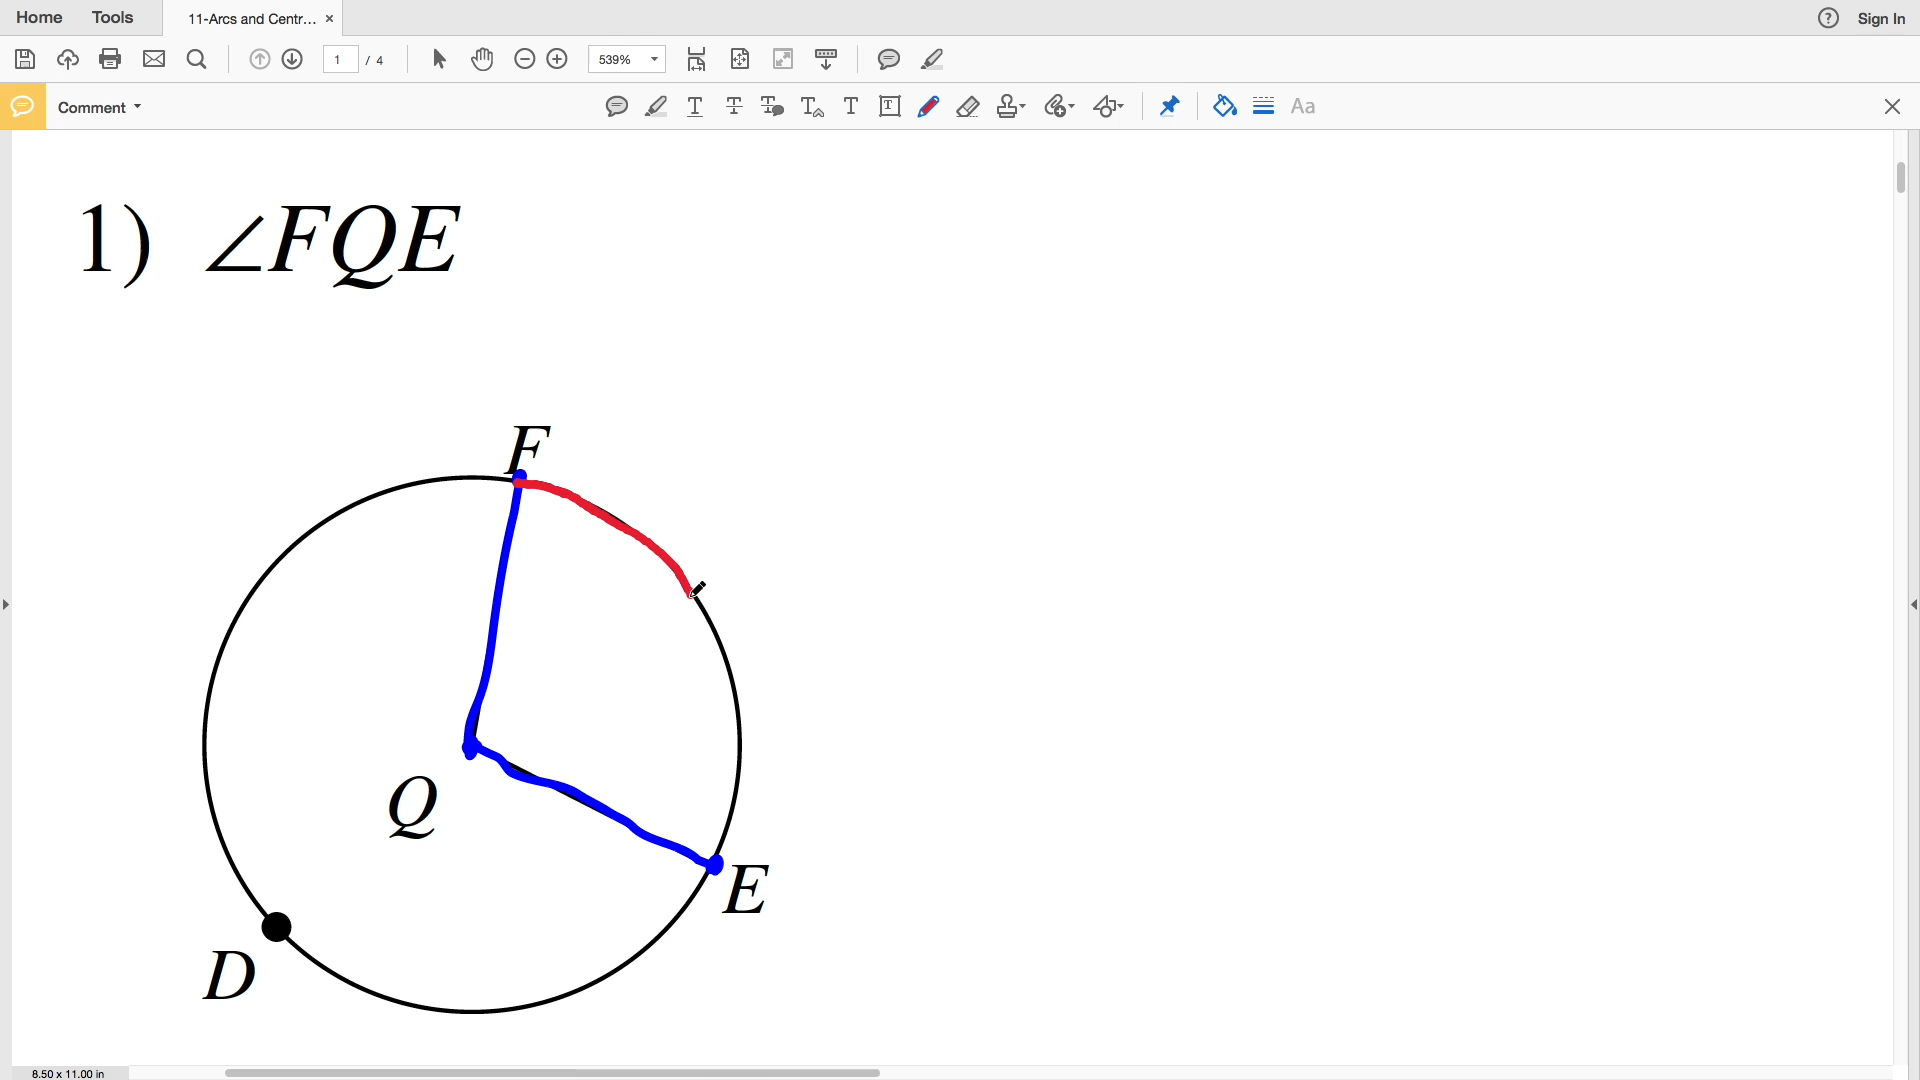 Home Tools 11-Arcs and Centr... × ? Sign In
1 / 4 539%
Comment T T T T T T Aa
1) ∠FQE
F
Q
E
D
8.50 x 11.00 in